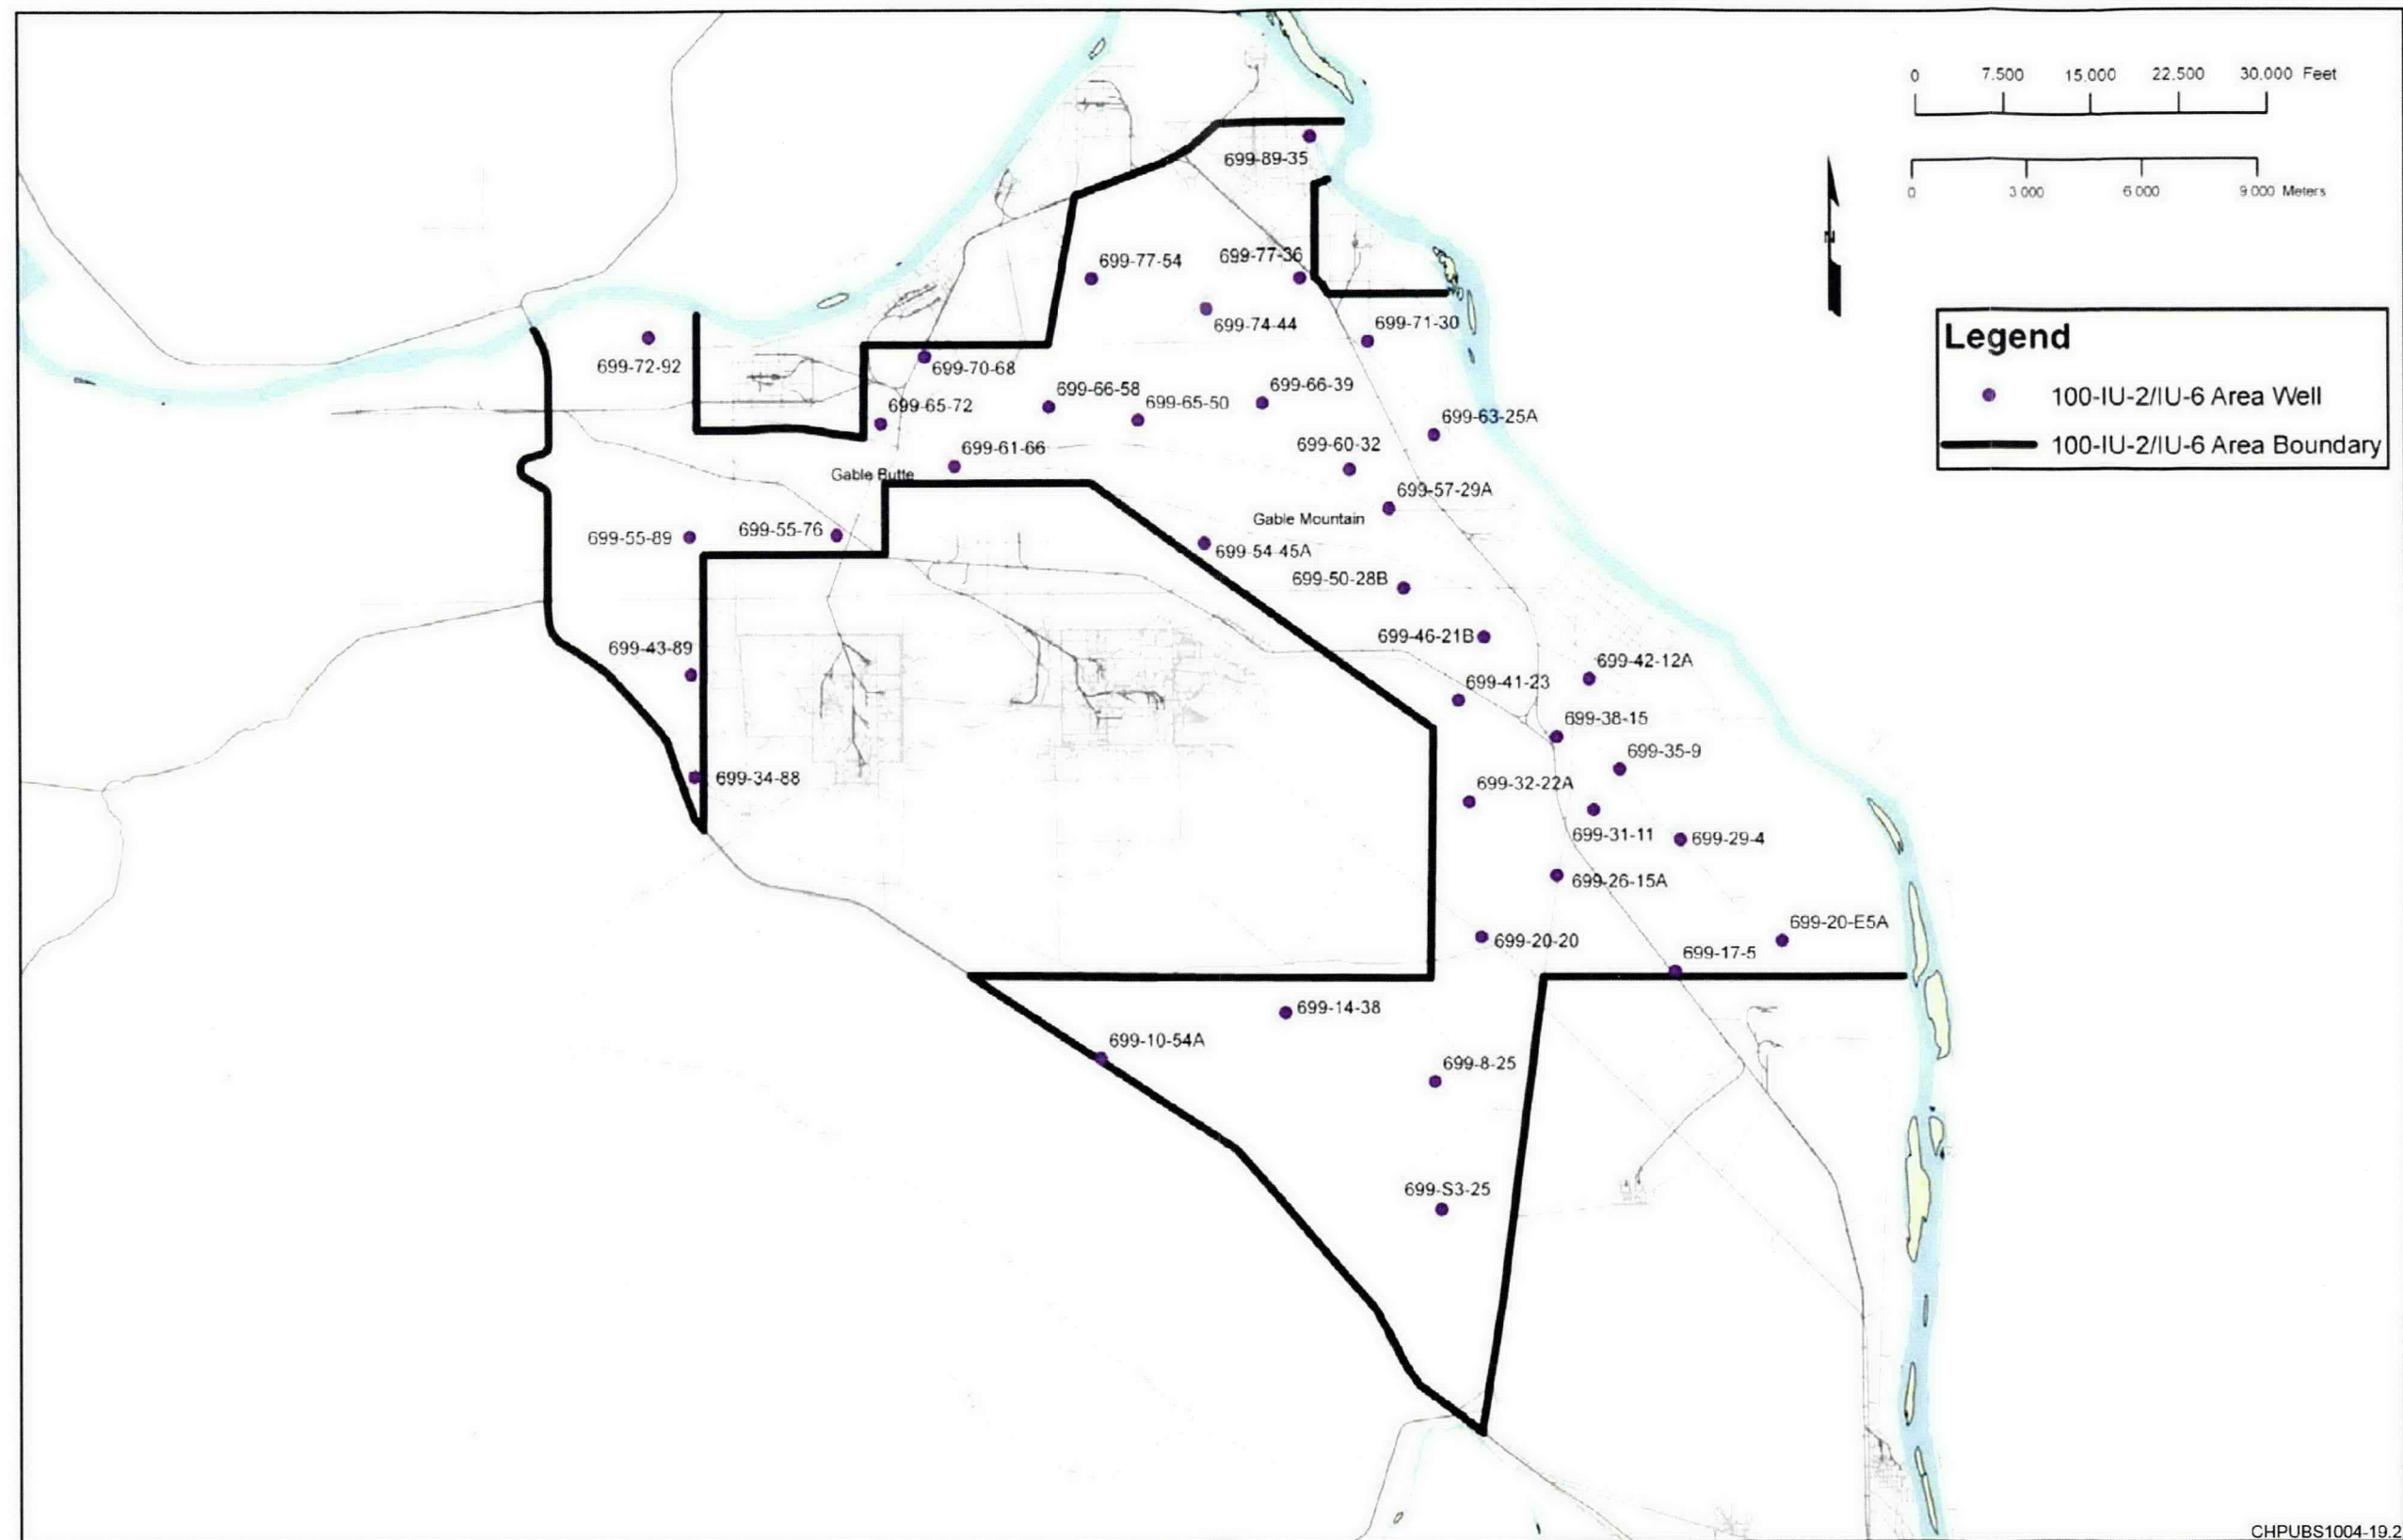 0 7.500 15.000 22.500 30.000 Feet
0 3 000 6 000 9 000 Meters
N
Legend
100-IU-2/IU-6 Area Well
100-IU-2/IU-6 Area Boundary
699-89-35
699-77-54
699-77-36
699-74-44
699-71-30
699-72-92
699-70-68
699-66-58
699-66-39
699-65-72
699-65-50
699-63-25A
699-60-32
699-61-66
Gable Butte
699-57-29A
Gable Mountain
699-55-89
699-55-76
699-54-45A
699-50-28B
699-46-21B
699-43-89
699-42-12A
699-41-23
699-38-15
699-35-9
699-34-88
699-32-22A
699-31-11
699-29-4
699-26-15A
699-20-E5A
699-20-20
699-17-5
699-14-38
699-10-54A
699-8-25
699-S3-25
CHPUBS1004-19.2